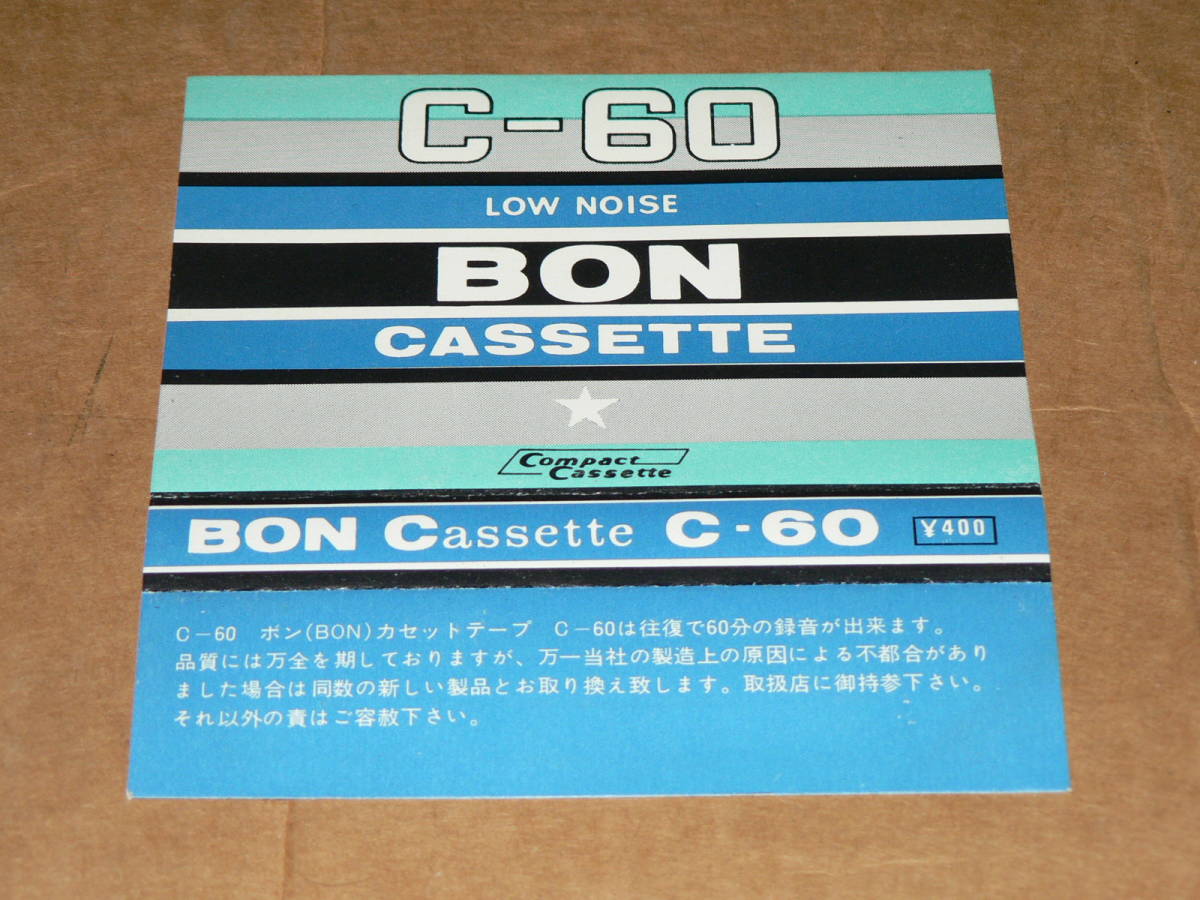 C-60
LOW NOISE
BON
CASSETTE
Compact
Cassette
BON Cassette C-60 ¥400
C-60 ボン(BON)カセットテープ C-60は往復で60分の録音が出来ます。
品質には万全を期しておりますが、万一当社の製造上の原因による不都合があり
ました場合は同数の新しい製品とお取り換え致します。取扱店に御持参下さい。
それ以外の責はご容赦下さい。